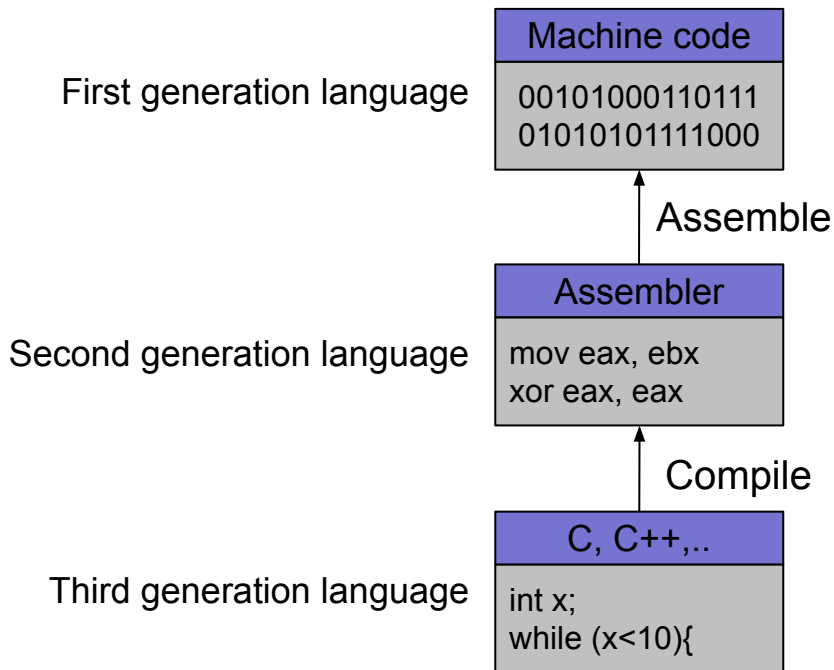 Machine code
First generation language
00101000110111
01010101111000
Assemble
Assembler
Second generation language
mov eax, ebx
xor eax, eax
Compile
C, C++,..
Third generation language
int x;
while (x<10){